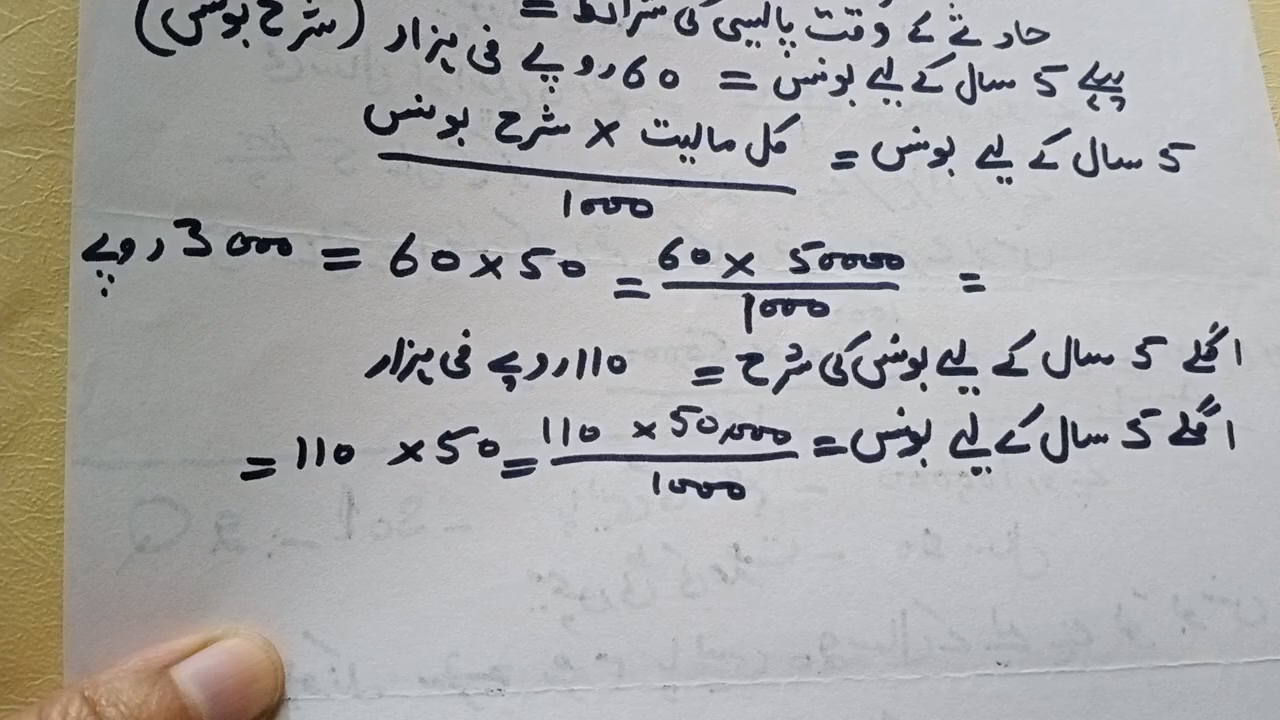 حادثے کے وقت پالیسی کی شرائط =
پہلے 5 سال کے لیے بونس = 60 روپے فی ہزار (شرح بونس)
5 سال کے لیے بونس = کل مالیت × شرح بونس / 1000
= 60 × 50000 / 1000 = 60 × 50 = 3000 روپے
اگلے 5 سال کے لیے بونس کی شرح = 110 روپے فی ہزار
اگلے 5 سال کے لیے بونس = 110 × 50,000 / 1000 = 110 × 50 =